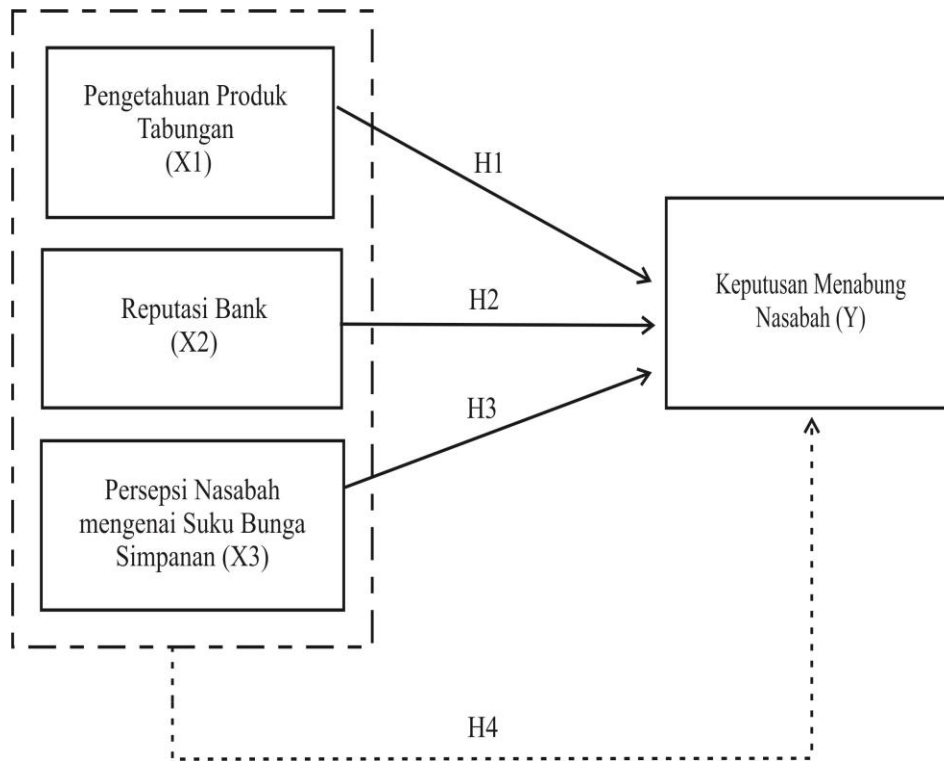 Pengetahuan Produk
Tabungan
(X1)
H1
Reputasi Bank
(X2)
H2
Keputusan Menabung
Nasabah (Y)
H3
Persepsi Nasabah
mengenai Suku Bunga
Simpanan (X3)
H4